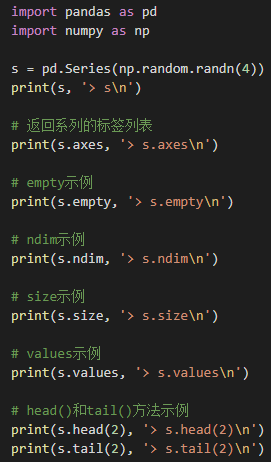 import pandas as pd
import numpy as np
s = pd.Series(np.random.randn(4))
print(s, '> s\n')
# 返回系列的标签列表
print(s.axes, '> s.axes\n')
# empty示例
print(s.empty, '> s.empty\n')
# ndim示例
print(s.ndim, '> s.ndim\n')
# size示例
print(s.size, '> s.size\n')
# values示例
print(s.values, '> s.values\n')
# head()和tail()方法示例
print(s.head(2), '> s.head(2)\n')
print(s.tail(2), '> s.tail(2)\n')